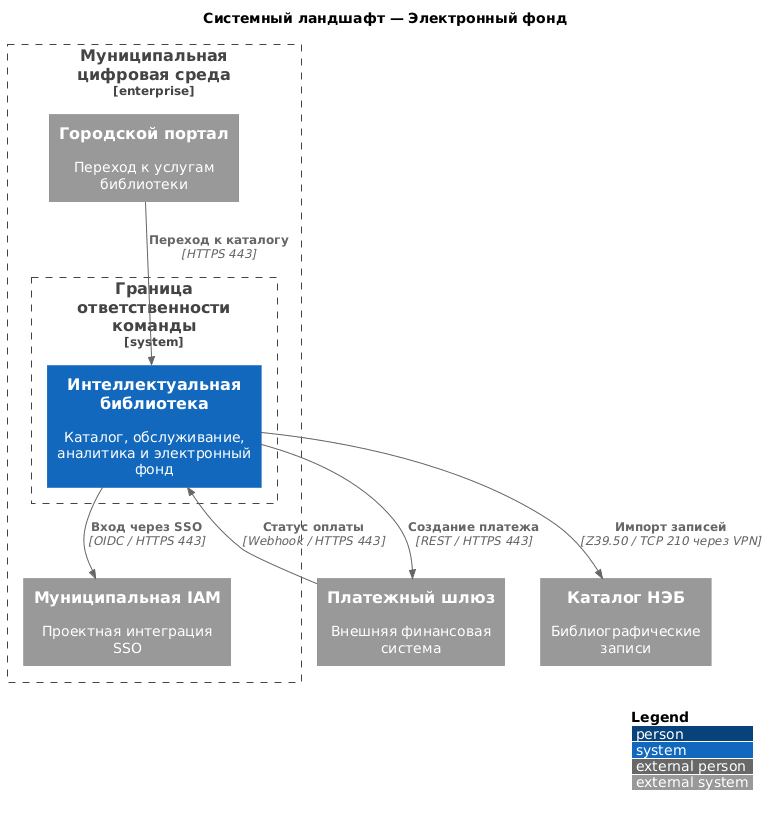 Системный ландшафт — Электронный фонд
Муниципальная
цифровая среда
[enterprise]
Городской портал
Переход к услугам
библиотеки
Переход к каталогу
[HTTPS 443]
Граница
ответственности
команды
[system]
Интеллектуальная
библиотека
Каталог, обслуживание,
аналитика и электронный
фонд
Вход через SSO
[OIDC / HTTPS 443]
Статус оплаты
[Webhook / HTTPS 443]
Создание платежа
[REST / HTTPS 443]
Импорт записей
[Z39.50 / TCP 210 через VPN]
Муниципальная IAM
Проектная интеграция
SSO
Платежный шлюз
Внешняя финансовая
система
Каталог НЭБ
Библиографические
записи
Legend
person
system
external person
external system